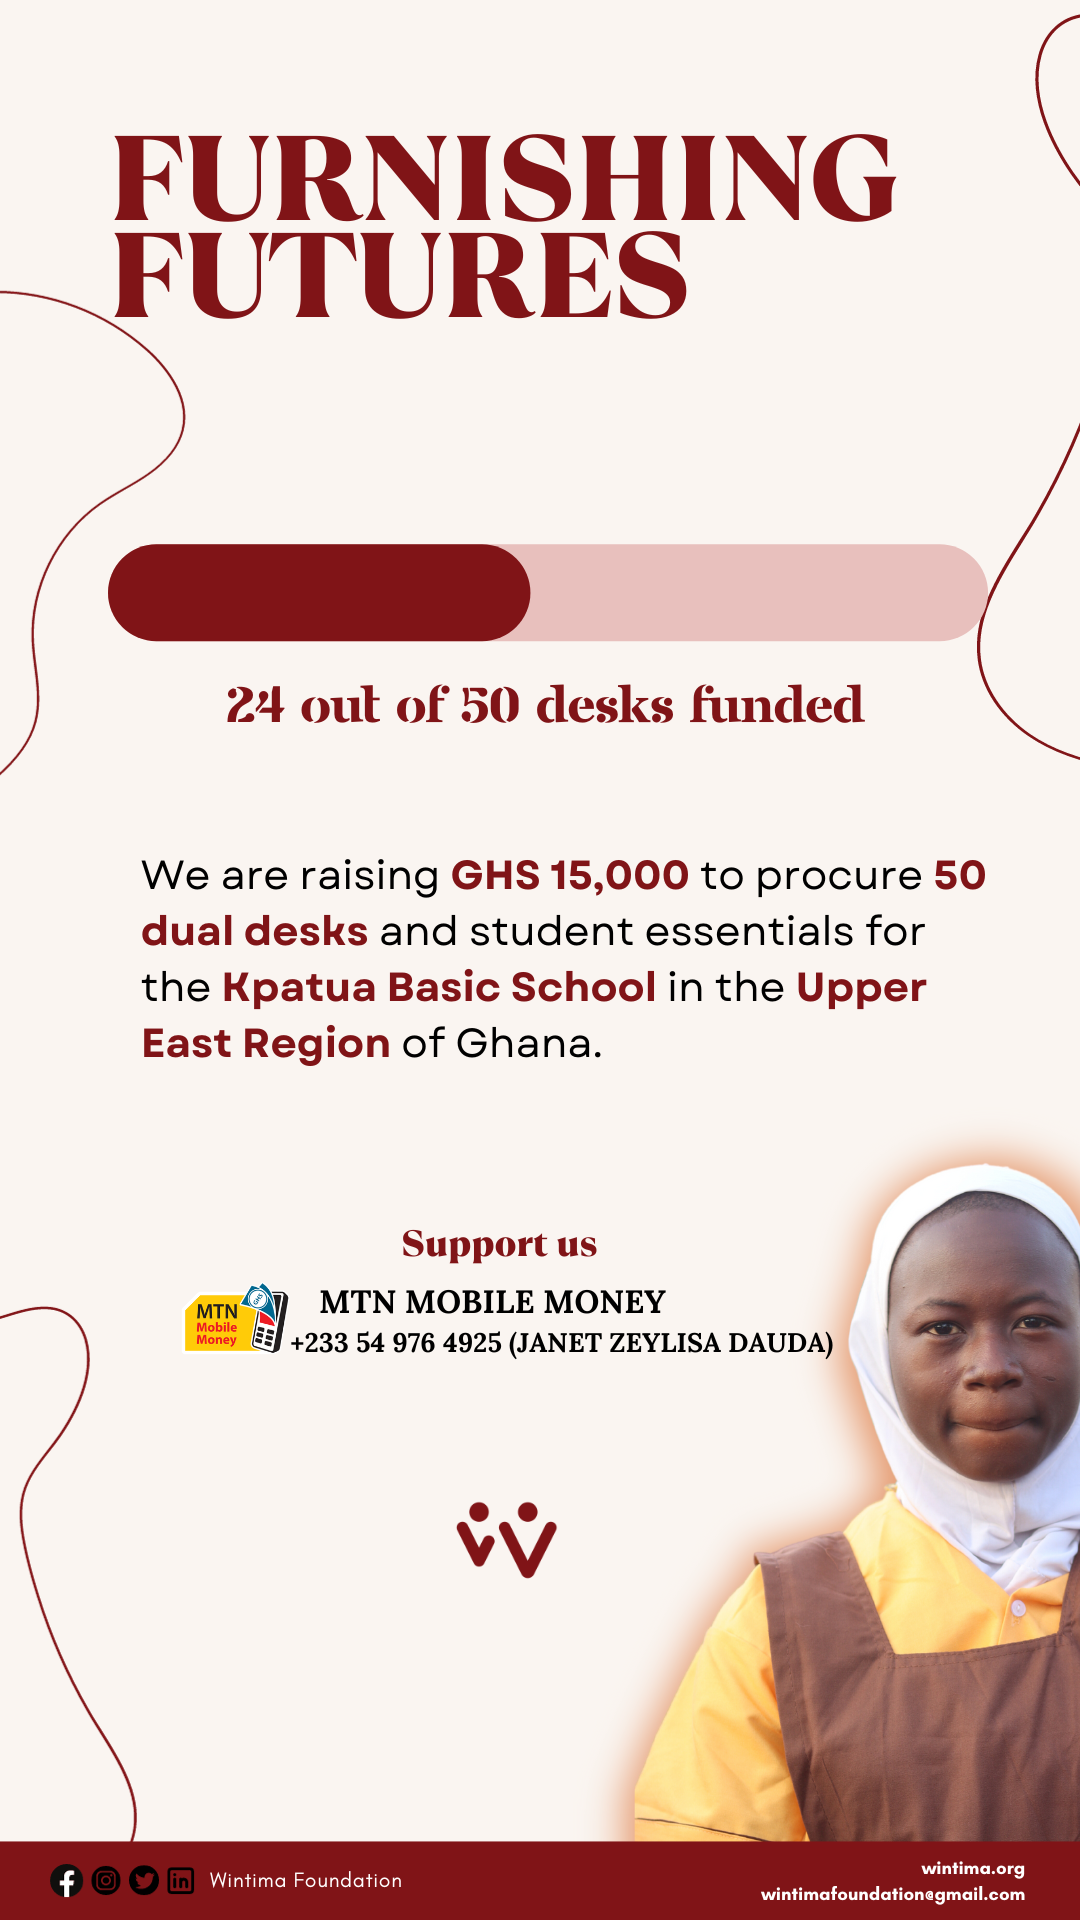 FURNISHING
FUTURES
24 out of 50 desks funded
We are raising GHS 15,000 to procure 50
dual desks and student essentials for
the Kpatua Basic School in the Upper
East Region of Ghana.
Support us
MTN
Mobile
Money
GHS
MTN MOBILE MONEY
+233 54 976 4925 (JANET ZEYLISA DAUDA)
Wintima Foundation
wintima.org
wintimafoundation@gmail.com